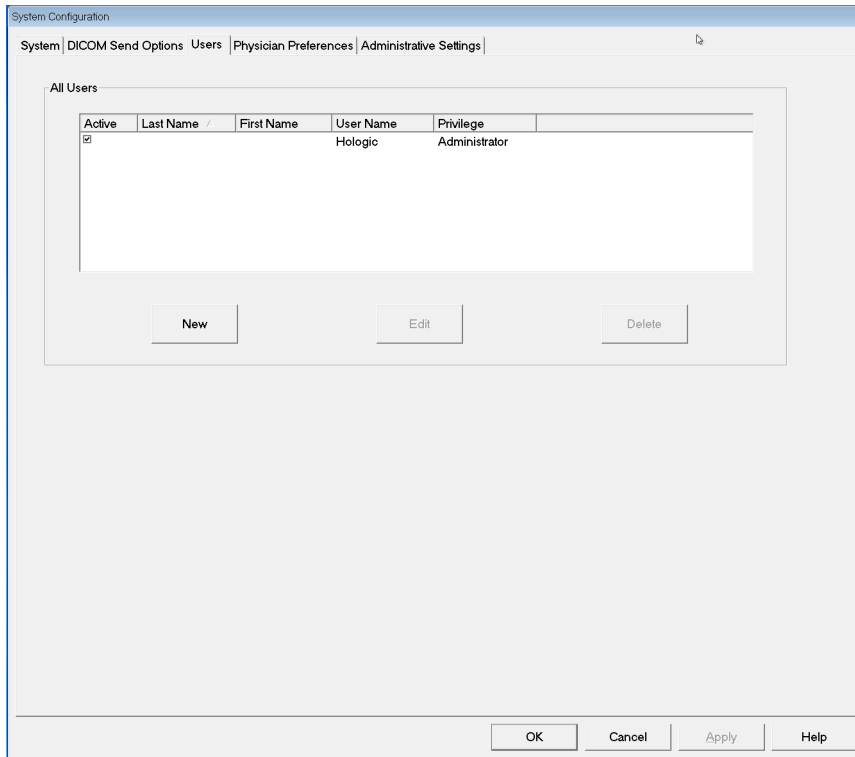 System Configuration
System DICOM Send Options Users Physician Preferences Administrative Settings
All Users
Active Last Name First Name User Name Privilege
Hologic Administrator
New Edit Delete
OK Cancel Apply Help